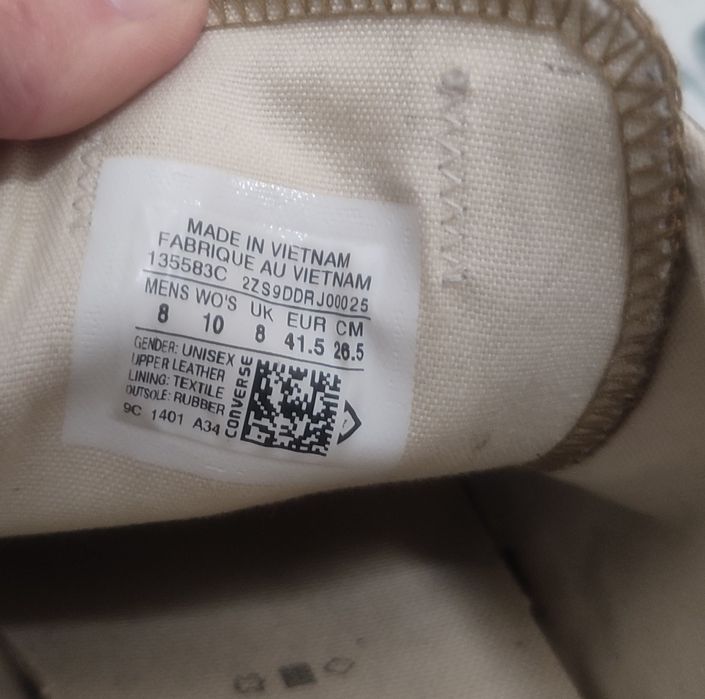 MADE IN VIETNAM
FABRIQUE AU VIETNAM
135583C 2ZS9DDRJ00025
MENS WO'S UK EUR CM
8 10 8 41.5 26.5
GENDER: UNISEX
UPPER LEATHER
LINING: TEXTILE
OUTSOLE: RUBBER
9C 1401 A34
CONVERSE